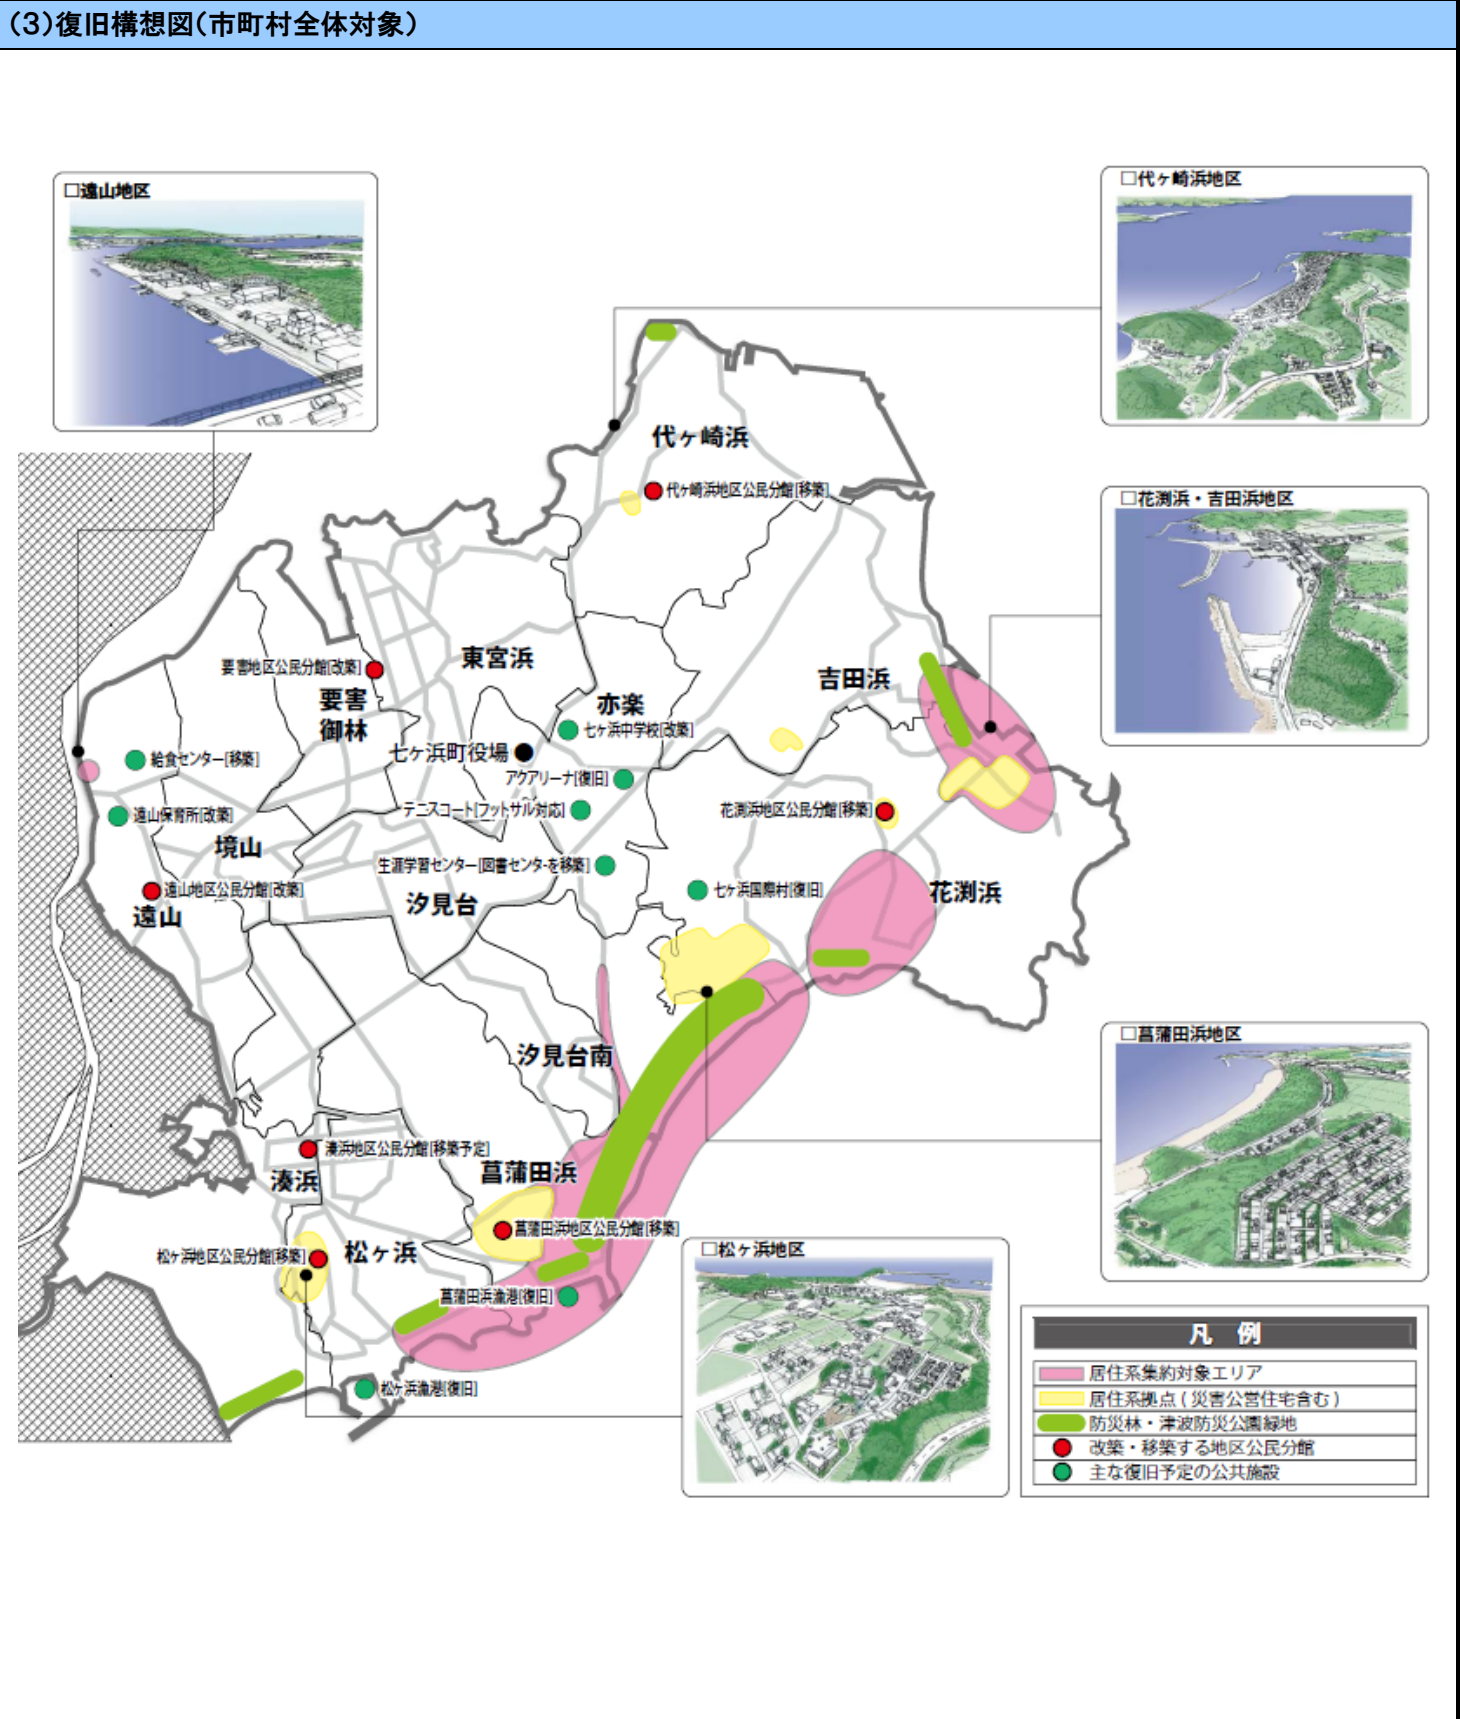 (3)復旧構想図(市町村全体対象)
□遠山地区
□代ヶ崎浜地区
代ヶ崎浜
代ヶ崎浜地区公民分館[移築]
□花渕浜・吉田浜地区
東宮浜
要害地区公民分館[改築]
要害
御林
吉田浜
亦楽
七ヶ浜中学校[改築]
七ヶ浜町役場
給食センター[移築]
アクアリーナ[復旧]
テニスコート[フットサル対応]
花渕浜地区公民分館[移築]
遠山保育所[改築]
境山
生涯学習センター[図書センターを移築]
遠山地区公民分館[改築]
七ヶ浜国際村[復旧]
花渕浜
汐見台
遠山
□菖蒲田浜地区
汐見台南
湊浜地区公民分館[移築予定]
菖蒲田浜
湊浜
菖蒲田浜地区公民分館[移築]
松ヶ浜地区公民分館[移築]
松ヶ浜
□松ヶ浜地区
菖蒲田浜漁港[復旧]
松ヶ浜漁港[復旧]
凡 例
居住系集約対象エリア
居住系拠点(災害公営住宅含む)
防災林・津波防災公園緑地
改築・移築する地区公民分館
主な復旧予定の公共施設